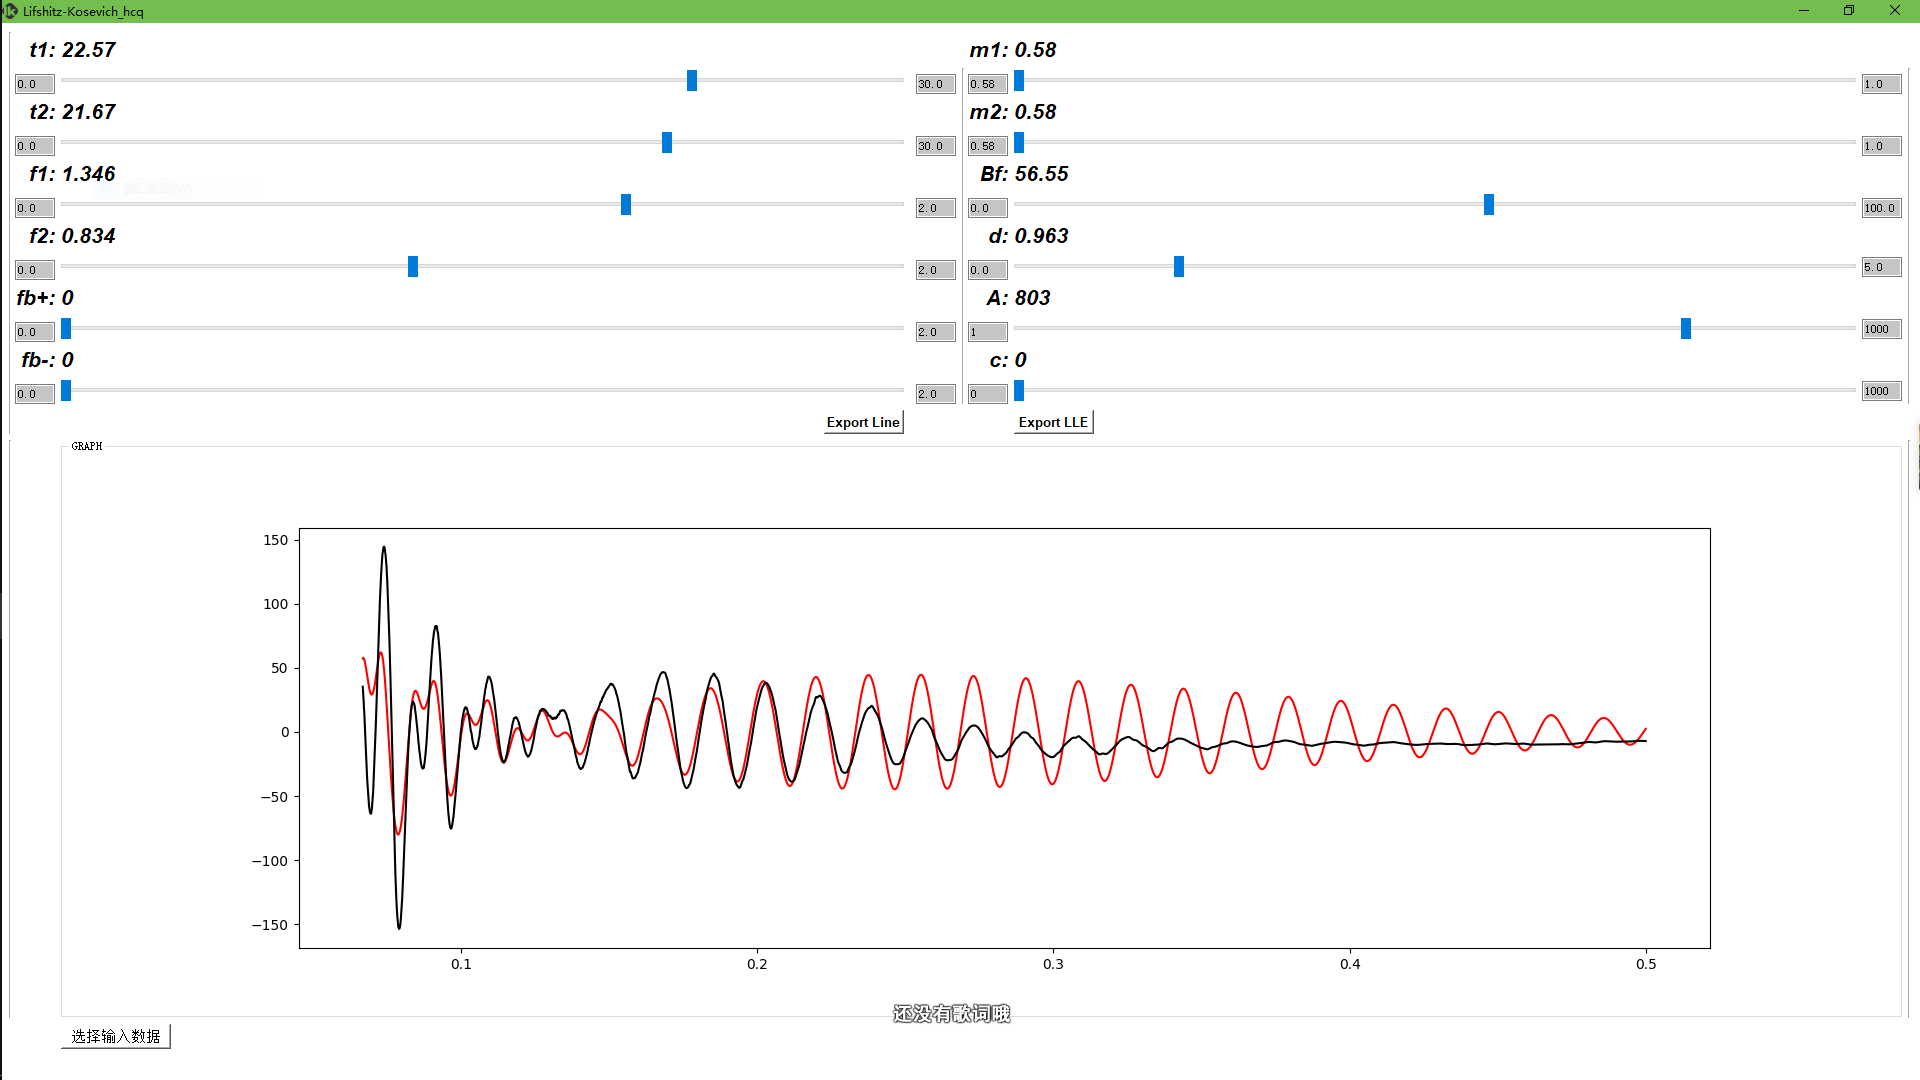 Lifshitz-Kosevich_hcq
t1: 22.57
0.0
30.0
t2: 21.67
0.0
30.0
f1: 1.346
0.0
2.0
f2: 0.834
0.0
2.0
fb+: 0
0.0
2.0
fb-: 0
0.0
2.0
m1: 0.58
0.58
1.0
m2: 0.58
0.58
1.0
Bf: 56.55
0.0
100.0
d: 0.963
0.0
5.0
A: 803
1
1000
c: 0
0
1000
Export Line
Export LLE
GRAPH
150
100
50
0
−50
−100
−150
0.1
0.2
0.3
0.4
0.5
还没有歌词哦
选择输入数据